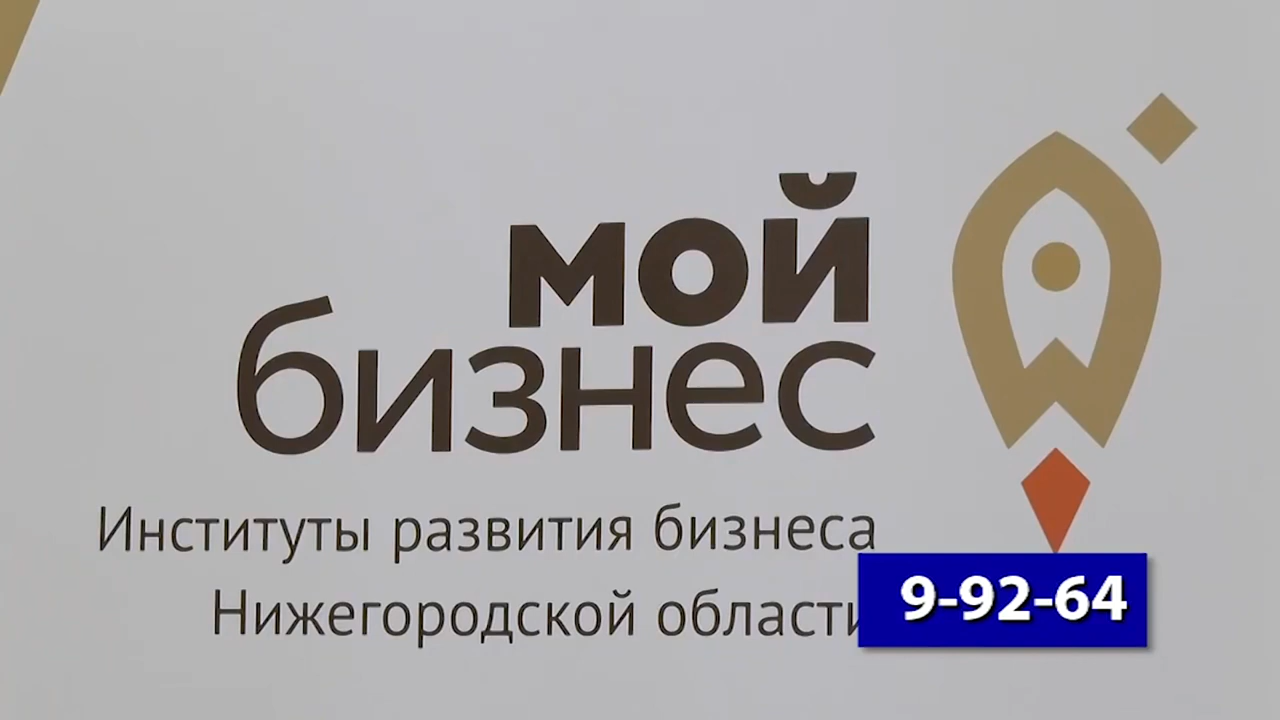 мой
бизнес
Институты развития бизнеса
Нижегородской области
9-92-64